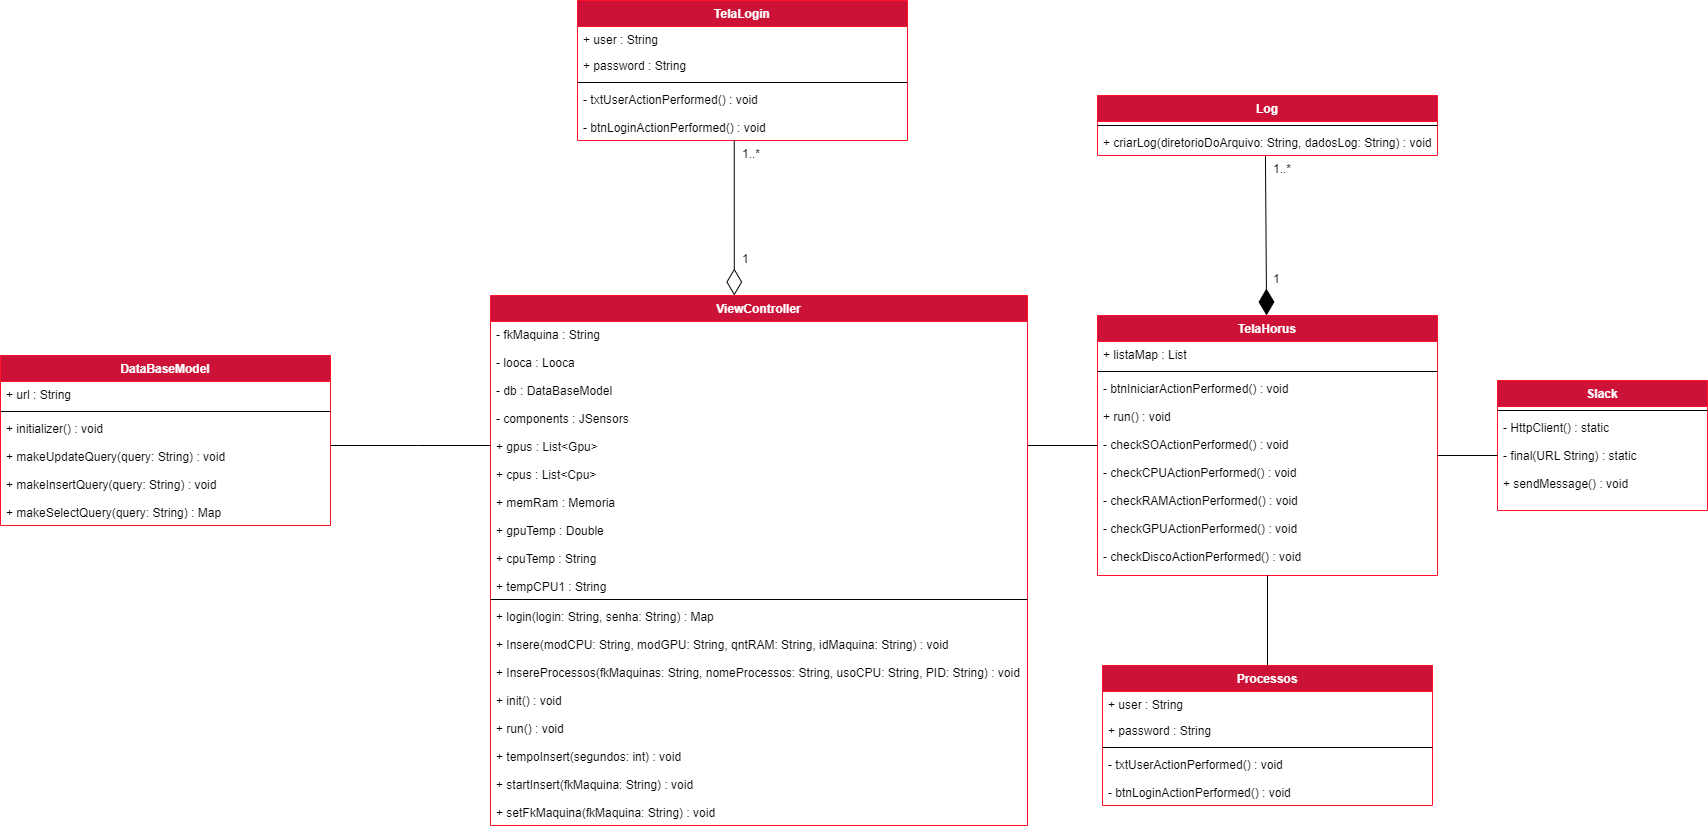 TelaLogin
+ user : String
+ password : String
- txtUserActionPerformed() : void
- btnLoginActionPerformed() : void
1..*
1
Log
+ criarLog(diretorioDoArquivo: String, dadosLog: String) : void
1..*
1
DataBaseModel
+ url : String
+ initializer() : void
+ makeUpdateQuery(query: String) : void
+ makeInsertQuery(query: String) : void
+ makeSelectQuery(query: String) : Map
ViewController
- fkMaquina : String
- looca : Looca
- db : DataBaseModel
- components : JSensors
+ gpus : List<Gpu>
+ cpus : List<Cpu>
+ memRam : Memoria
+ gpuTemp : Double
+ cpuTemp : String
+ tempCPU1 : String
+ login(login: String, senha: String) : Map
+ Insere(modCPU: String, modGPU: String, qntRAM: String, idMaquina: String) : void
+ InsereProcessos(fkMaquinas: String, nomeProcessos: String, usoCPU: String, PID: String) : void
+ init() : void
+ run() : void
+ tempoInsert(segundos: int) : void
+ startInsert(fkMaquina: String) : void
+ setFkMaquina(fkMaquina: String) : void
TelaHorus
+ listaMap : List
- btnIniciarActionPerformed() : void
+ run() : void
- checkSOActionPerformed() : void
- checkCPUActionPerformed() : void
- checkRAMActionPerformed() : void
- checkGPUActionPerformed() : void
- checkDiscoActionPerformed() : void
Slack
- HttpClient() : static
- final(URL String) : static
+ sendMessage() : void
Processos
+ user : String
+ password : String
- txtUserActionPerformed() : void
- btnLoginActionPerformed() : void